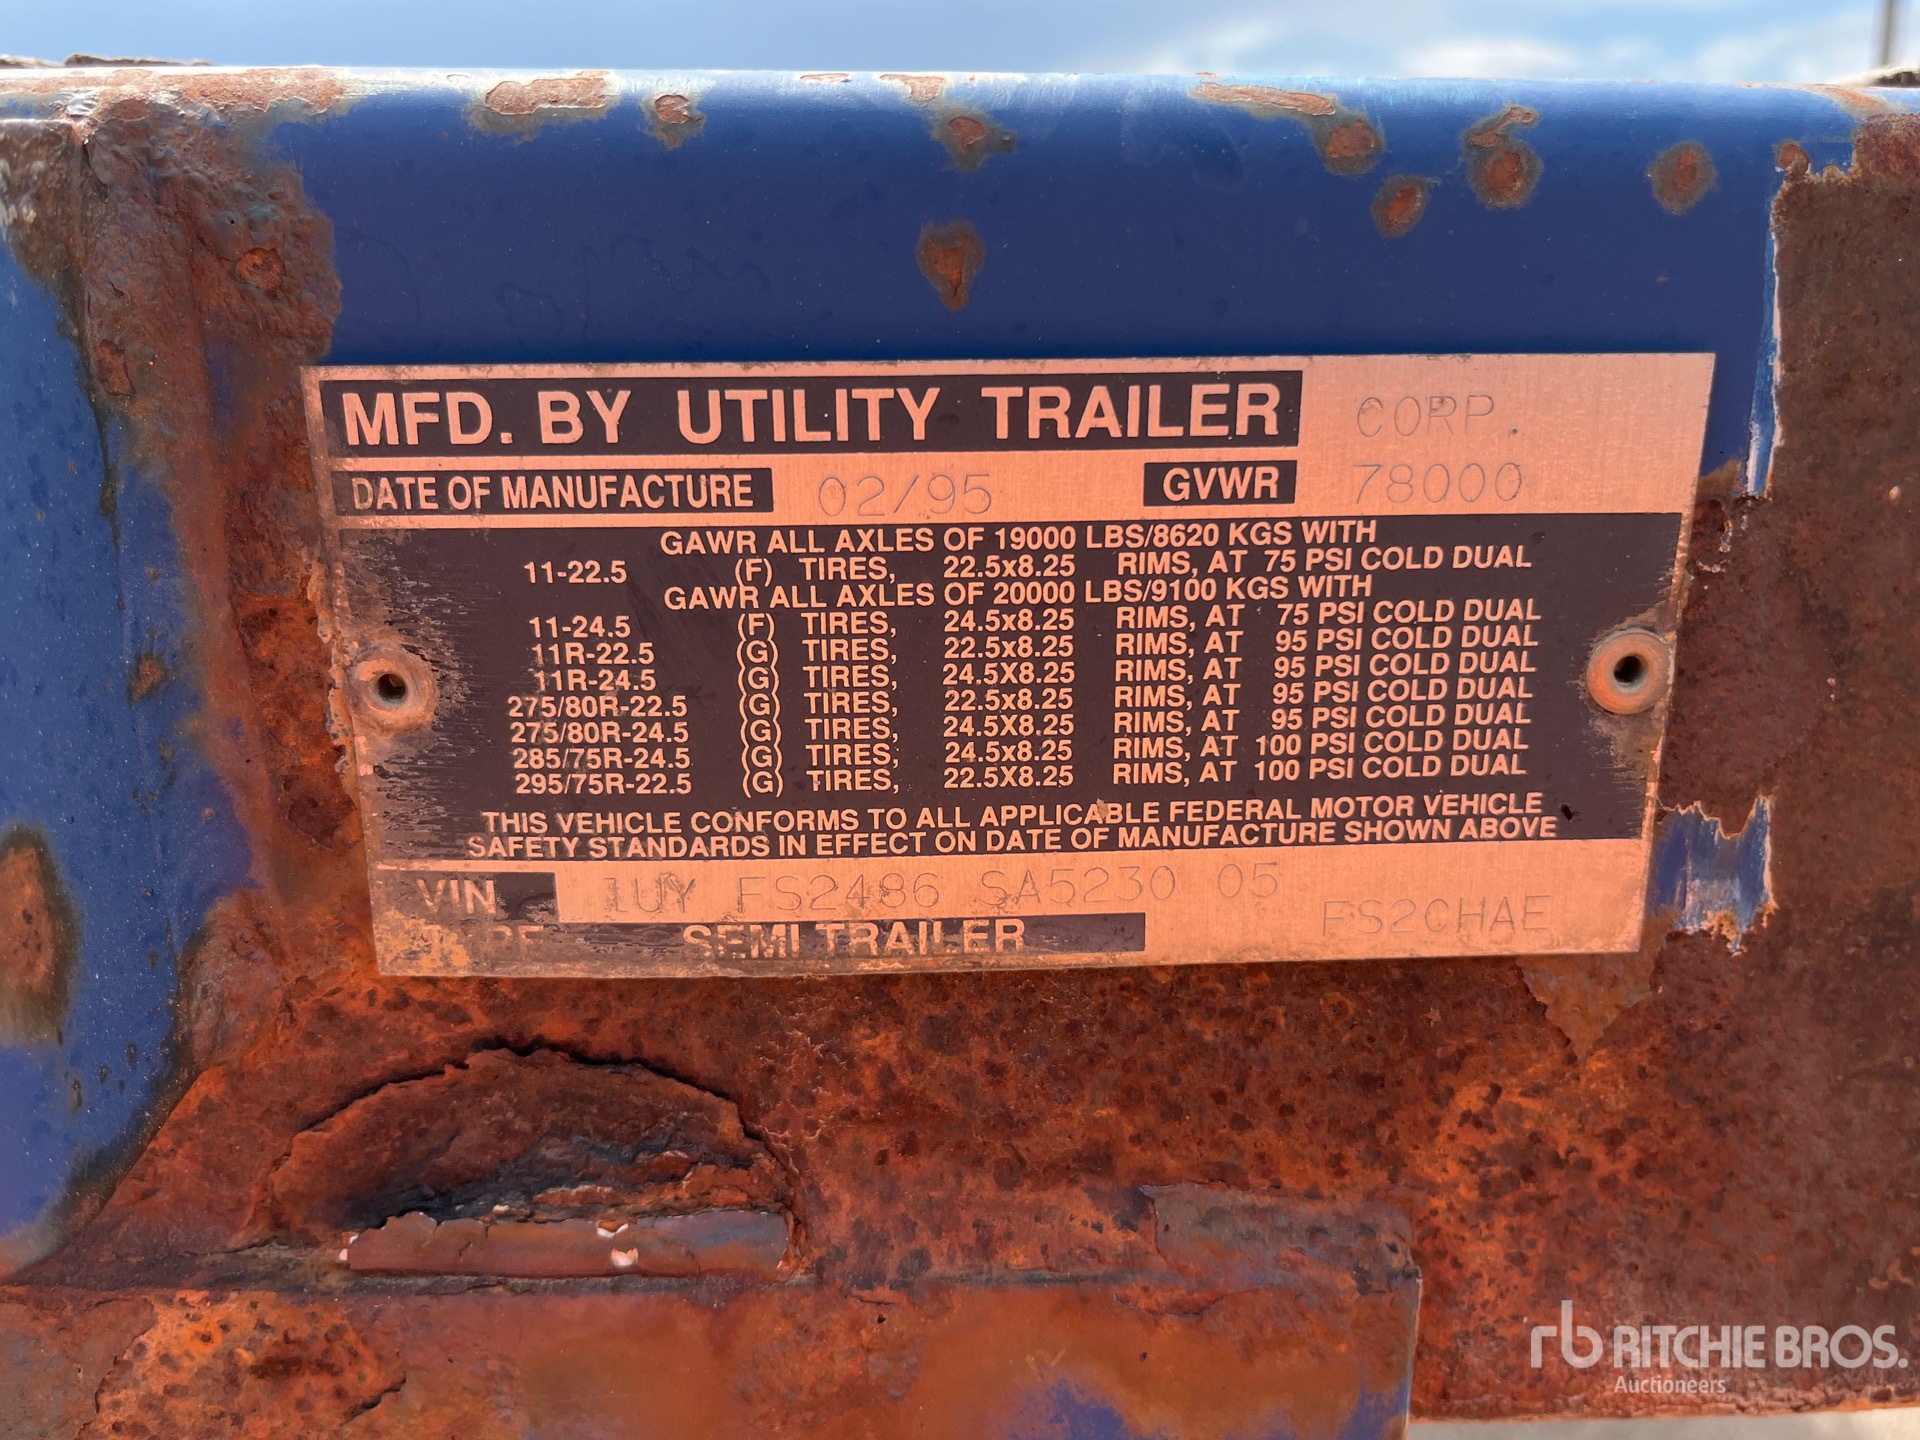 MFD. BY UTILITY TRAILER CORP.
DATE OF MANUFACTURE 02/95 GVWR 78000
GAWR ALL AXLES OF 19000 LBS/8620 KGS WITH
11-22.5 (F) TIRES, 22.5x8.25 RIMS, AT 75 PSI COLD DUAL
GAWR ALL AXLES OF 20000 LBS/9100 KGS WITH
11-24.5 (F) TIRES, 24.5x8.25 RIMS, AT 75 PSI COLD DUAL
11R-22.5 (G) TIRES, 22.5x8.25 RIMS, AT 95 PSI COLD DUAL
11R-24.5 (G) TIRES, 24.5X8.25 RIMS, AT 95 PSI COLD DUAL
275/80R-22.5 (G) TIRES, 22.5x8.25 RIMS, AT 95 PSI COLD DUAL
275/80R-24.5 (G) TIRES, 24.5X8.25 RIMS, AT 95 PSI COLD DUAL
285/75R-24.5 (G) TIRES, 24.5x8.25 RIMS, AT 100 PSI COLD DUAL
295/75R-22.5 (G) TIRES, 22.5X8.25 RIMS, AT 100 PSI COLD DUAL
THIS VEHICLE CONFORMS TO ALL APPLICABLE FEDERAL MOTOR VEHICLE
SAFETY STANDARDS IN EFFECT ON DATE OF MANUFACTURE SHOWN ABOVE
VIN 1UY FS2486 SA5230 05
TYPE SEMI TRAILER FS2CHAE
rb RITCHIE BROS.
Auctioneers